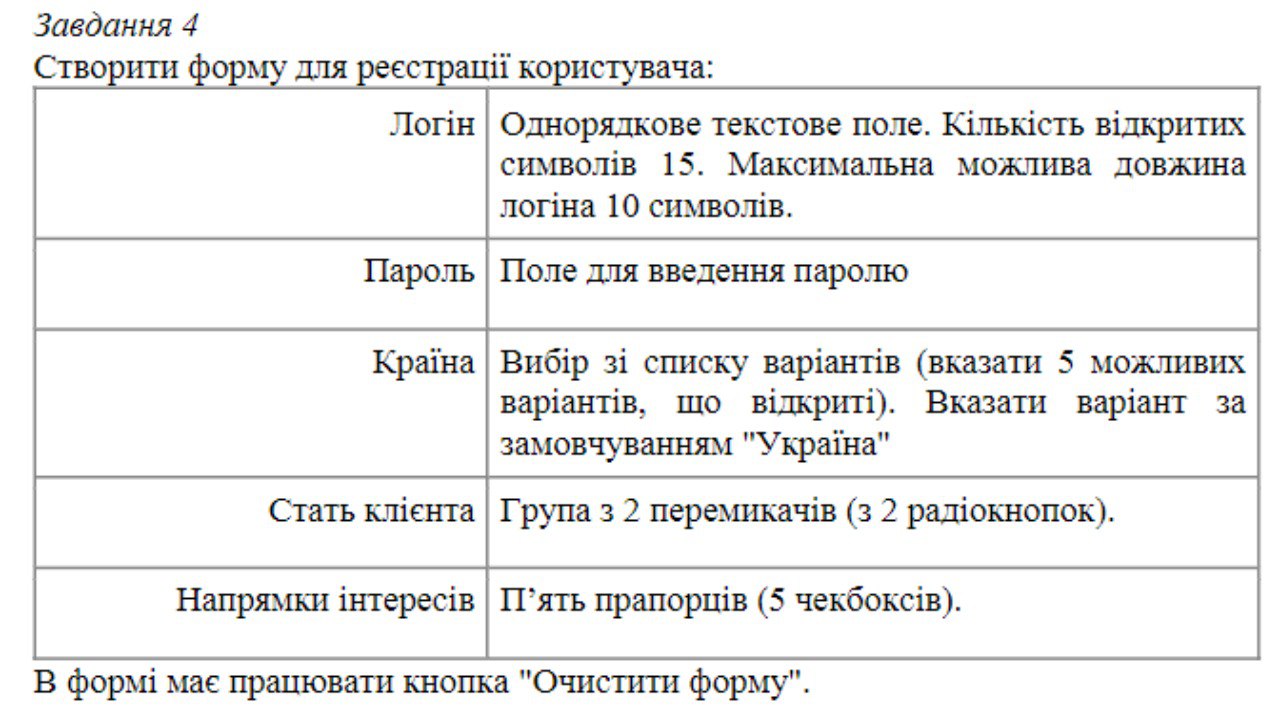 Завдання 4
Створити форму для реєстрації користувача:
Логін
Однорядкове текстове поле. Кількість відкритих
символів 15. Максимальна можлива довжина
логіна 10 символів.
Пароль
Поле для введення паролю
Країна
Вибір зі списку варіантів (вказати 5 можливих
варіантів, що відкриті). Вказати варіант за
замовчуванням "Україна"
Стать клієнта
Група з 2 перемикачів (з 2 радіокнопок).
Напрямки інтересів
П’ять прапорців (5 чекбоксів).
В формі має працювати кнопка "Очистити форму".